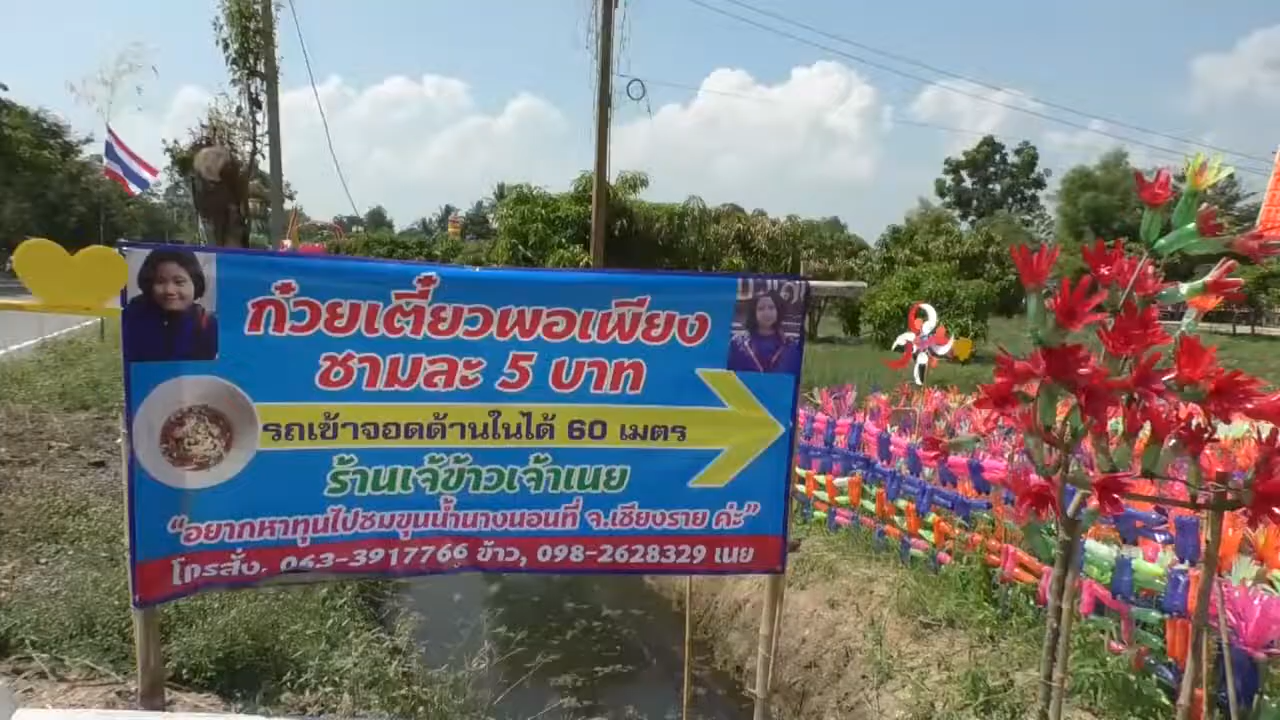 ก๋วยเตี๋ยวพอเพียง
ชามละ 5 บาท
รถเข้าจอดด้านในได้ 60 เมตร
ร้านเจ้ข้าวเจ้าเนย
“อยากหาทุนไปชมขุนน้ำนางนอนที่ จ.เชียงราย ค่ะ”
โทรสั่ง. 063-3917766 ข้าว, 098-2628329 เนย